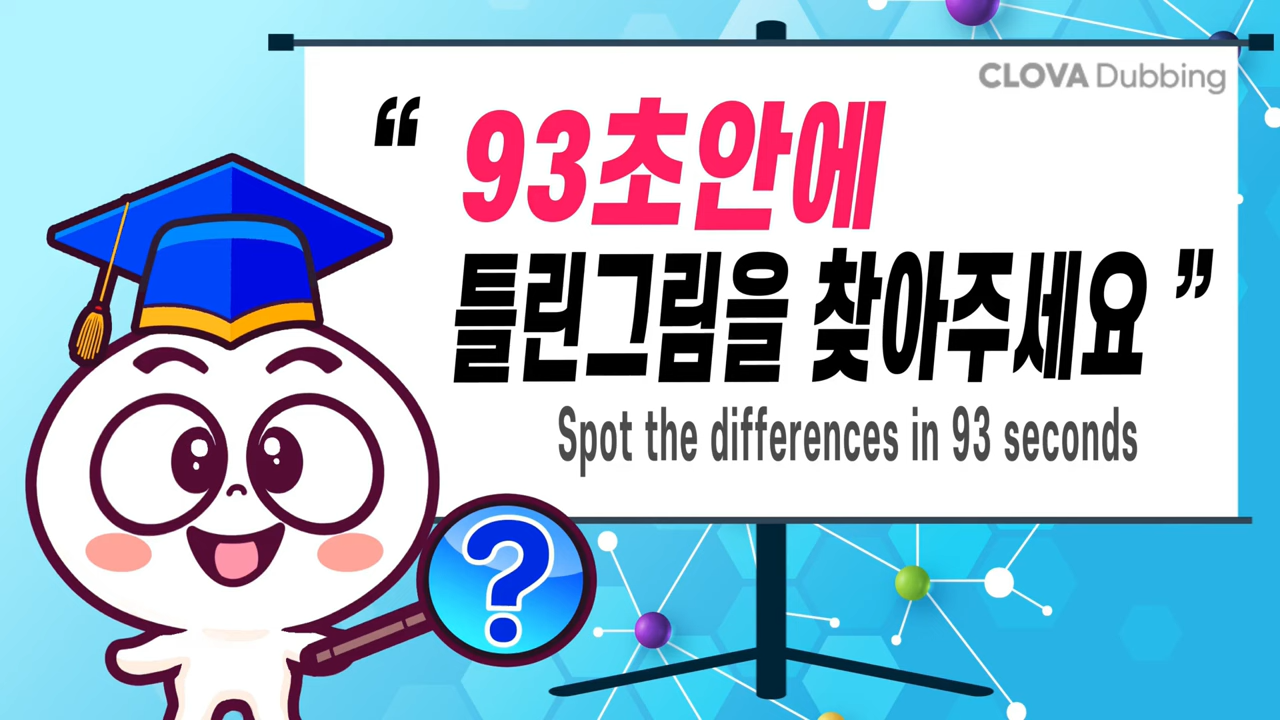 CLOVA Dubbing
“ 93초안에
틀린그림을 찾아주세요 ”
Spot the differences in 93 seconds
?